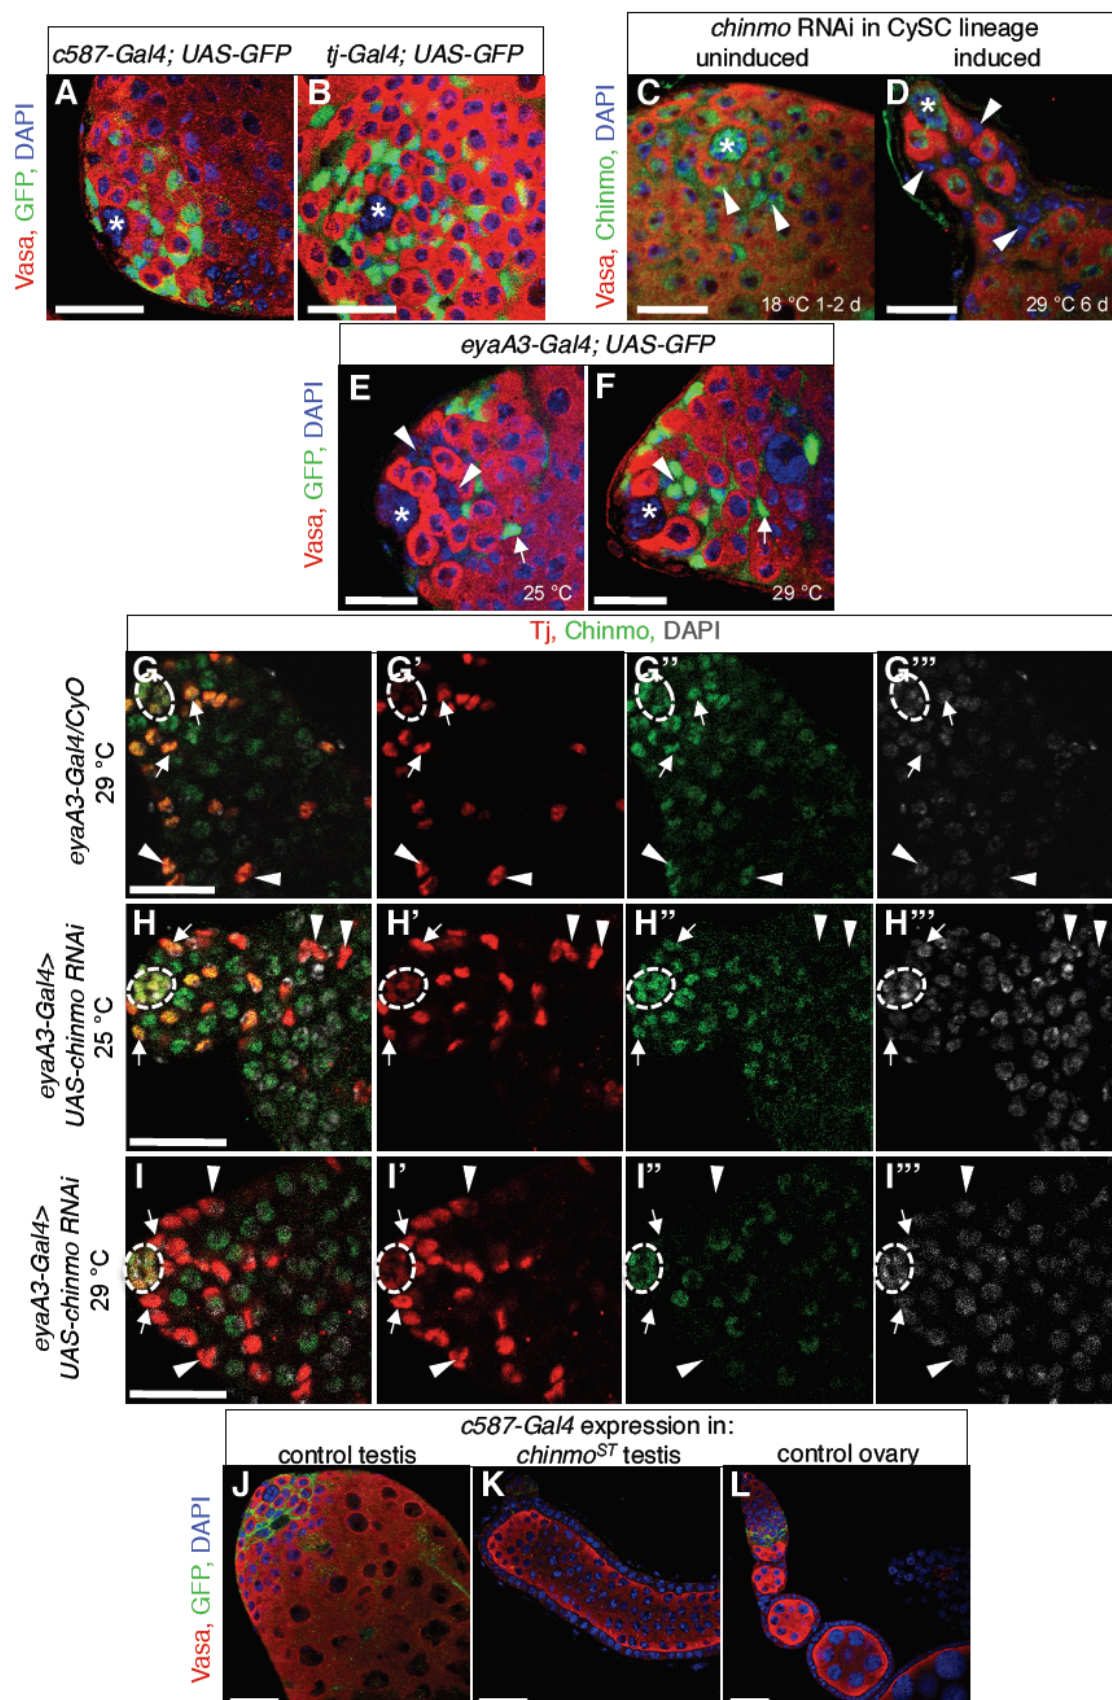 c587-Gal4; UAS-GFP
tj-Gal4; UAS-GFP
A
B
*
*
Vasa, GFP, DAPI
chinmo RNAi in CySC lineage
uninduced
induced
C
D
*
*
18 °C 1-2 d
29 °C 6 d
Vasa, Chinmo, DAPI
eyaA3-Gal4; UAS-GFP
E
F
*
*
25 °C
29 °C
Vasa, GFP, DAPI
Tj, Chinmo, DAPI
eyaA3-Gal4/CyO
29 °C
G
G'
G''
G'''
eyaA3-Gal4>
UAS-chinmo RNAi
25 °C
H
H'
H''
H'''
eyaA3-Gal4>
UAS-chinmo RNAi
29 °C
I
I'
I''
I'''
c587-Gal4 expression in:
control testis
chinmoST testis
control ovary
J
K
L
Vasa, GFP, DAPI